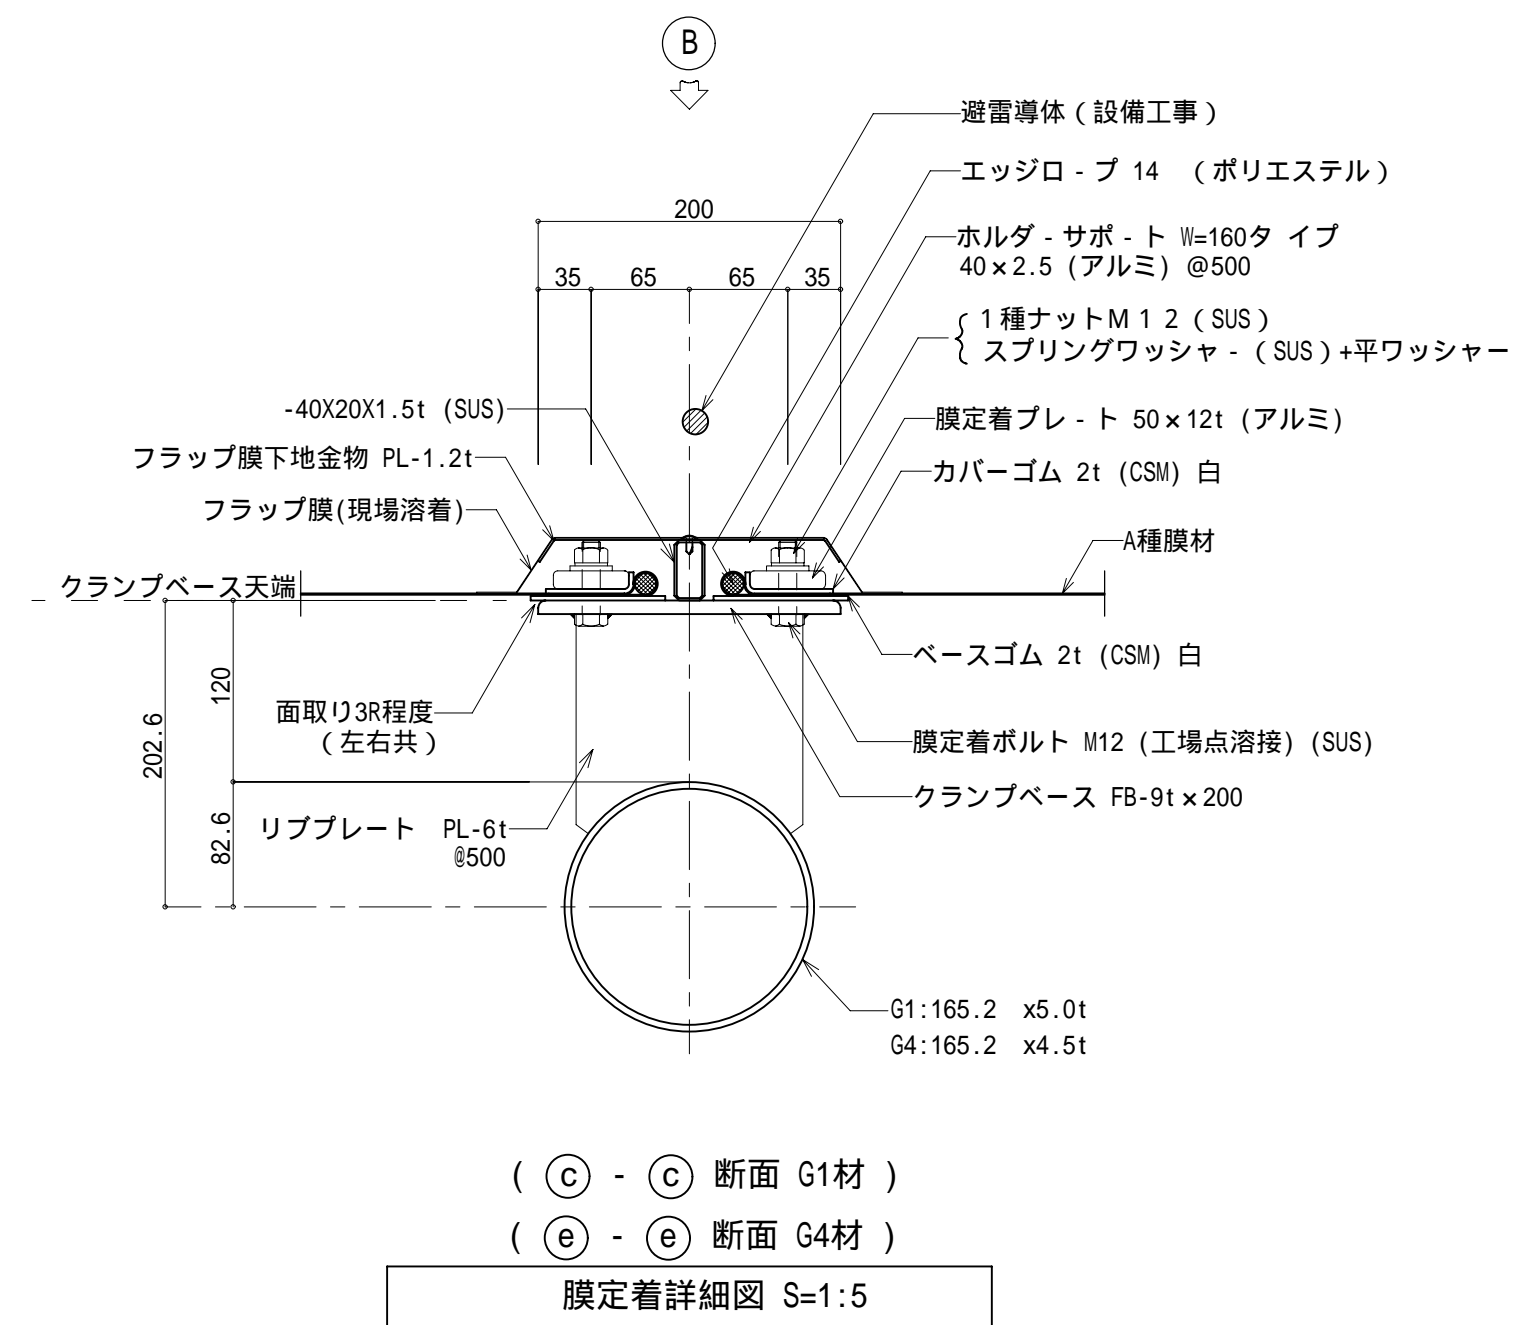 B
避雷導体(設備工事)
エッジロ-プ 14 (ポリエステル)
200
ホルダ-サポ-ト W=160タ イプ
40×2.5 (アルミ) @500
35 65 65 35
1種ナットM12(SUS)
スプリングワッシャ-(SUS)+平ワッシャー
-40X20X1.5t (SUS)
膜定着プレ-ト 50×12t (アルミ)
フラップ膜下地金物 PL-1.2t
カバーゴム 2t (CSM) 白
フラップ膜(現場溶着)
A種膜材
クランプベース天端
ベースゴム 2t (CSM) 白
120
面取り3R程度
(左右共)
202.6
膜定着ボルト M12 (工場点溶接) (SUS)
クランプベース FB-9t×200
82.6
リブプレート PL-6t
@500
G1:165.2 x5.0t
G4:165.2 x4.5t
( c - c 断面 G1材 )
( e - e 断面 G4材 )
膜定着詳細図 S=1:5